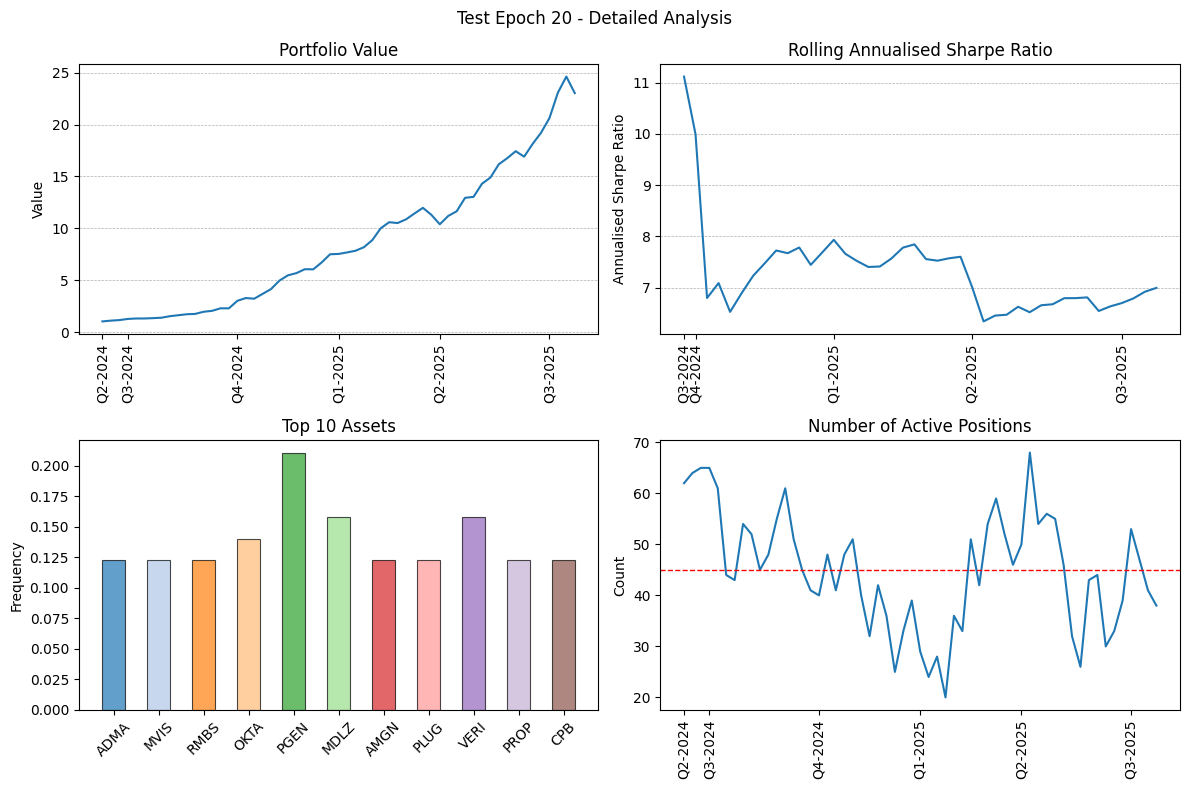 Test Epoch 20 - Detailed Analysis
Portfolio Value
Value
25
20
15
10
5
0
Q2-2024
Q3-2024
Q4-2024
Q1-2025
Q2-2025
Q3-2025
Rolling Annualised Sharpe Ratio
Annualised Sharpe Ratio
11
10
9
8
7
Q3-2024
Q4-2024
Q1-2025
Q2-2025
Q3-2025
Top 10 Assets
Frequency
0.200
0.175
0.150
0.125
0.100
0.075
0.050
0.025
0.000
ADMA
MVIS
RMBS
OKTA
PGEN
MDLZ
AMGN
PLUG
VERI
PROP
CPB
Number of Active Positions
Count
70
60
50
40
30
20
Q2-2024
Q3-2024
Q4-2024
Q1-2025
Q2-2025
Q3-2025